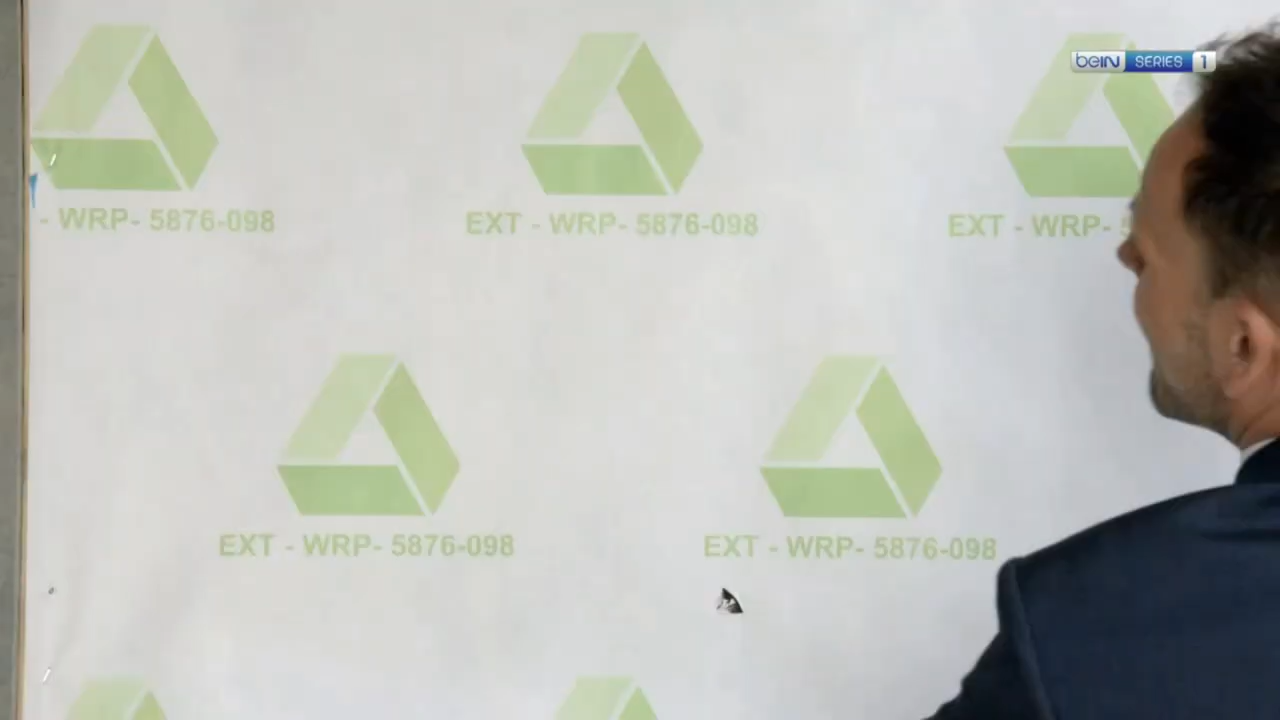 beIN SERIES 1
- WRP- 5876-098
EXT - WRP- 5876-098
EXT - WRP- 5
EXT - WRP- 5876-098
EXT - WRP- 5876-098